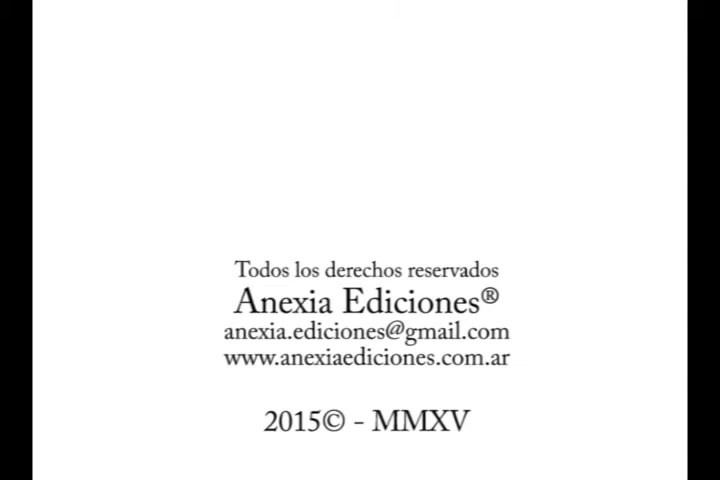 Todos los derechos reservados
Anexia Ediciones®
anexia.ediciones@gmail.com
www.anexiaediciones.com.ar
2015© - MMXV